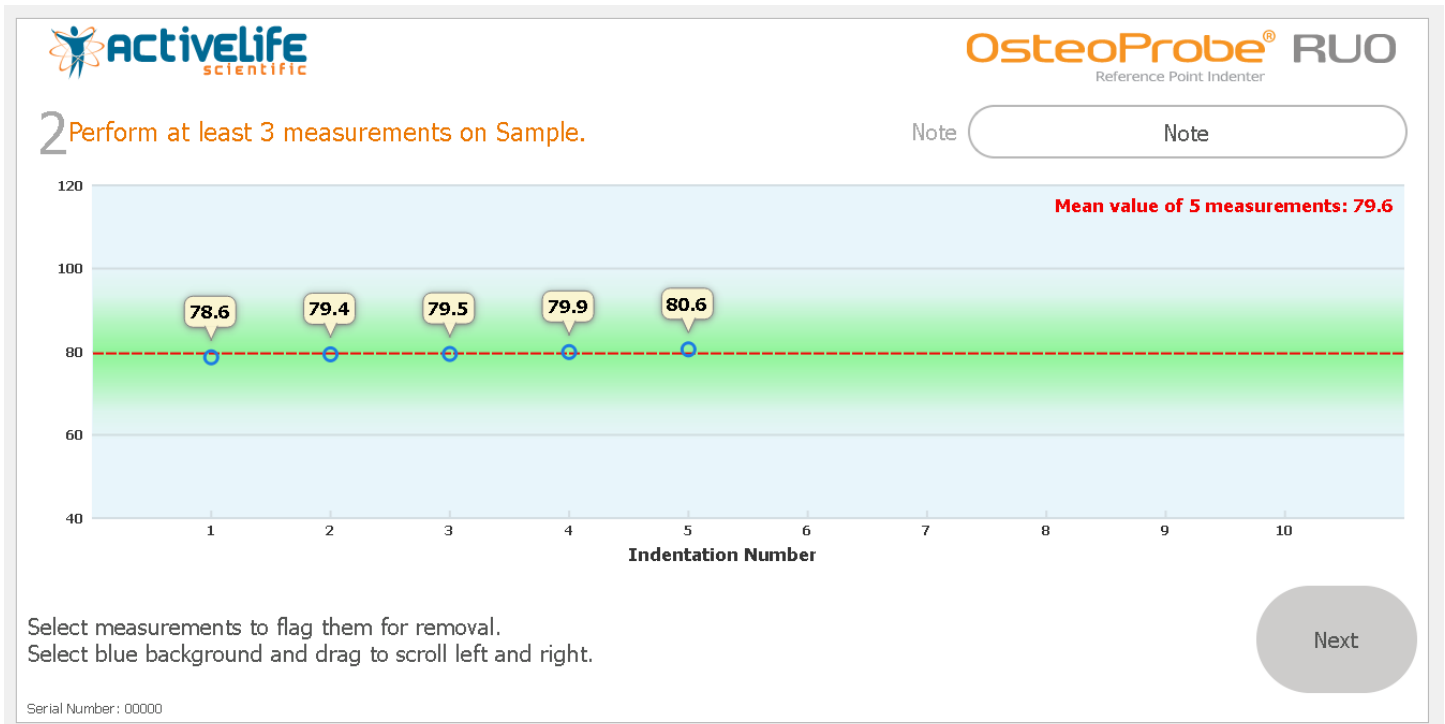 ACTIVELIFE
scientific
OsteoProbe® RUO
Reference Point Indenter
2 Perform at least 3 measurements on Sample.
Note
Note
120
Mean value of 5 measurements: 79.6
100
78.6 79.4 79.5 79.9 80.6
80
60
40
1 2 3 4 5 6 7 8 9 10
Indentation Number
Select measurements to flag them for removal.
Select blue background and drag to scroll left and right.
Next
Serial Number: 00000